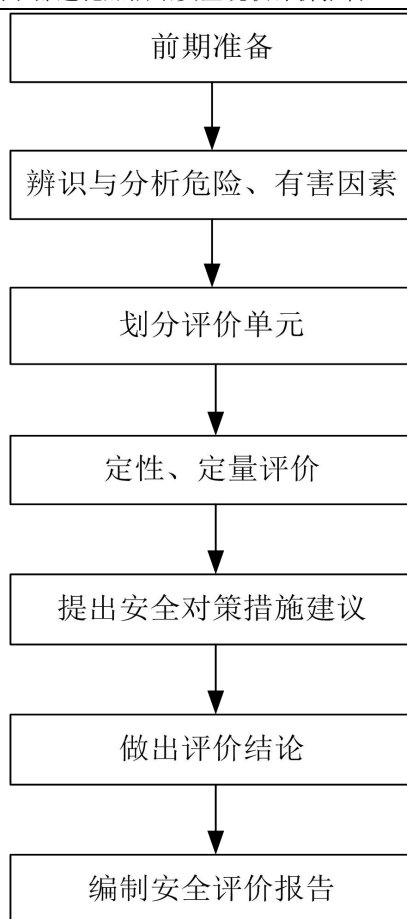 前期准备
辨识与分析危险、有害因素
划分评价单元
定性、定量评价
提出安全对策措施建议
做出评价结论
编制安全评价报告